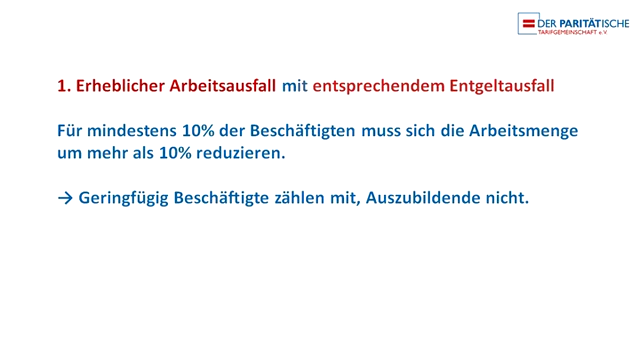 DER PARITÄTISCHE
TARIFGEMEINSCHAFT e.V
1. Erheblicher Arbeitsausfall mit entsprechendem Entgeltausfall
Für mindestens 10% der Beschäftigten muss sich die Arbeitsmenge
um mehr als 10% reduzieren.
→ Geringfügig Beschäftigte zählen mit, Auszubildende nicht.